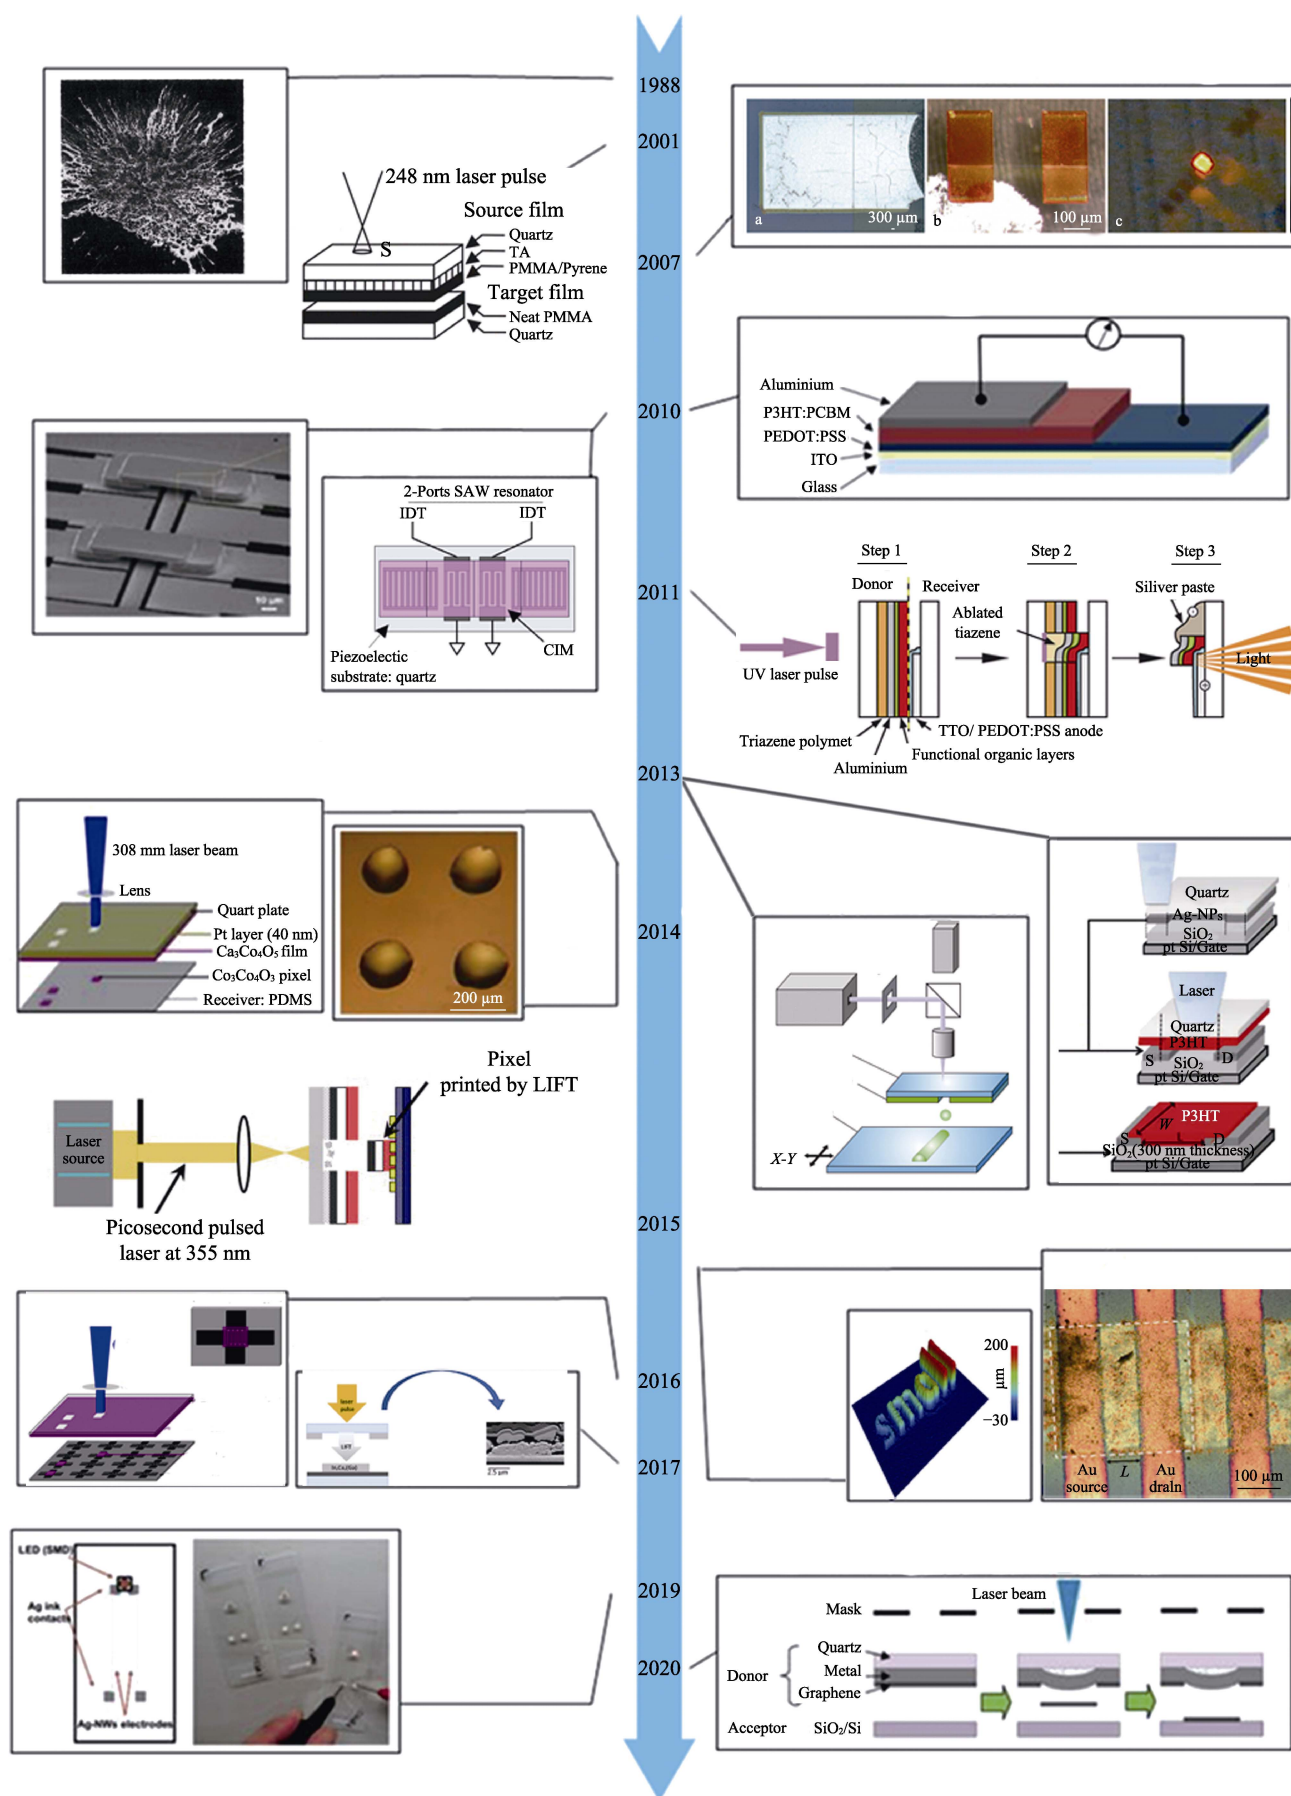 1988
2001
248 nm laser pulse
Source film
S
Quartz
TA
PMMA/Pyrene
Target film
Neat PMMA
Quartz
a
300 μm
b
100 μm
c
2007
Aluminium
P3HT:PCBM
PEDOT:PSS
ITO
Glass
2010
2-Ports SAW resonator
IDT
IDT
CIM
Piezoelectic
substrate: quartz
2011
Step 1
Step 2
Step 3
Donor
Receiver
Siliver paste
Ablated
tiazene
UV laser pulse
Light
TTO/ PEDOT:PSS anode
Triazene polymet
Functional organic layers
Aluminium
2013
308 mm laser beam
Lens
Quart plate
Pt layer (40 nm)
Ca₃Co₄O₅ film
Co₃Co₄O₃ pixel
Receiver: PDMS
200 μm
2014
X-Y
Quartz
Ag-NPs
SiO₂
pt Si/Gate
Laser
Quartz
P3HT
S
SiO₂
D
pt Si/Gate
P3HT
W
S
D
SiO₂(300 nm thickness)
pt Si/Gate
Pixel
printed by LIFT
Laser
source
Picosecond pulsed
laser at 355 nm
2015
2016
laser
pulse
LIFT
2.5 μm
2017
small
200
μm
−30
Au
source
L
Au
draln
100 μm
2019
LED (SMD)
Ag ink
contacts
Ag-NWs electrodes
2020
Laser beam
Mask
Quartz
Donor
Metal
Graphene
Acceptor
SiO₂/Si